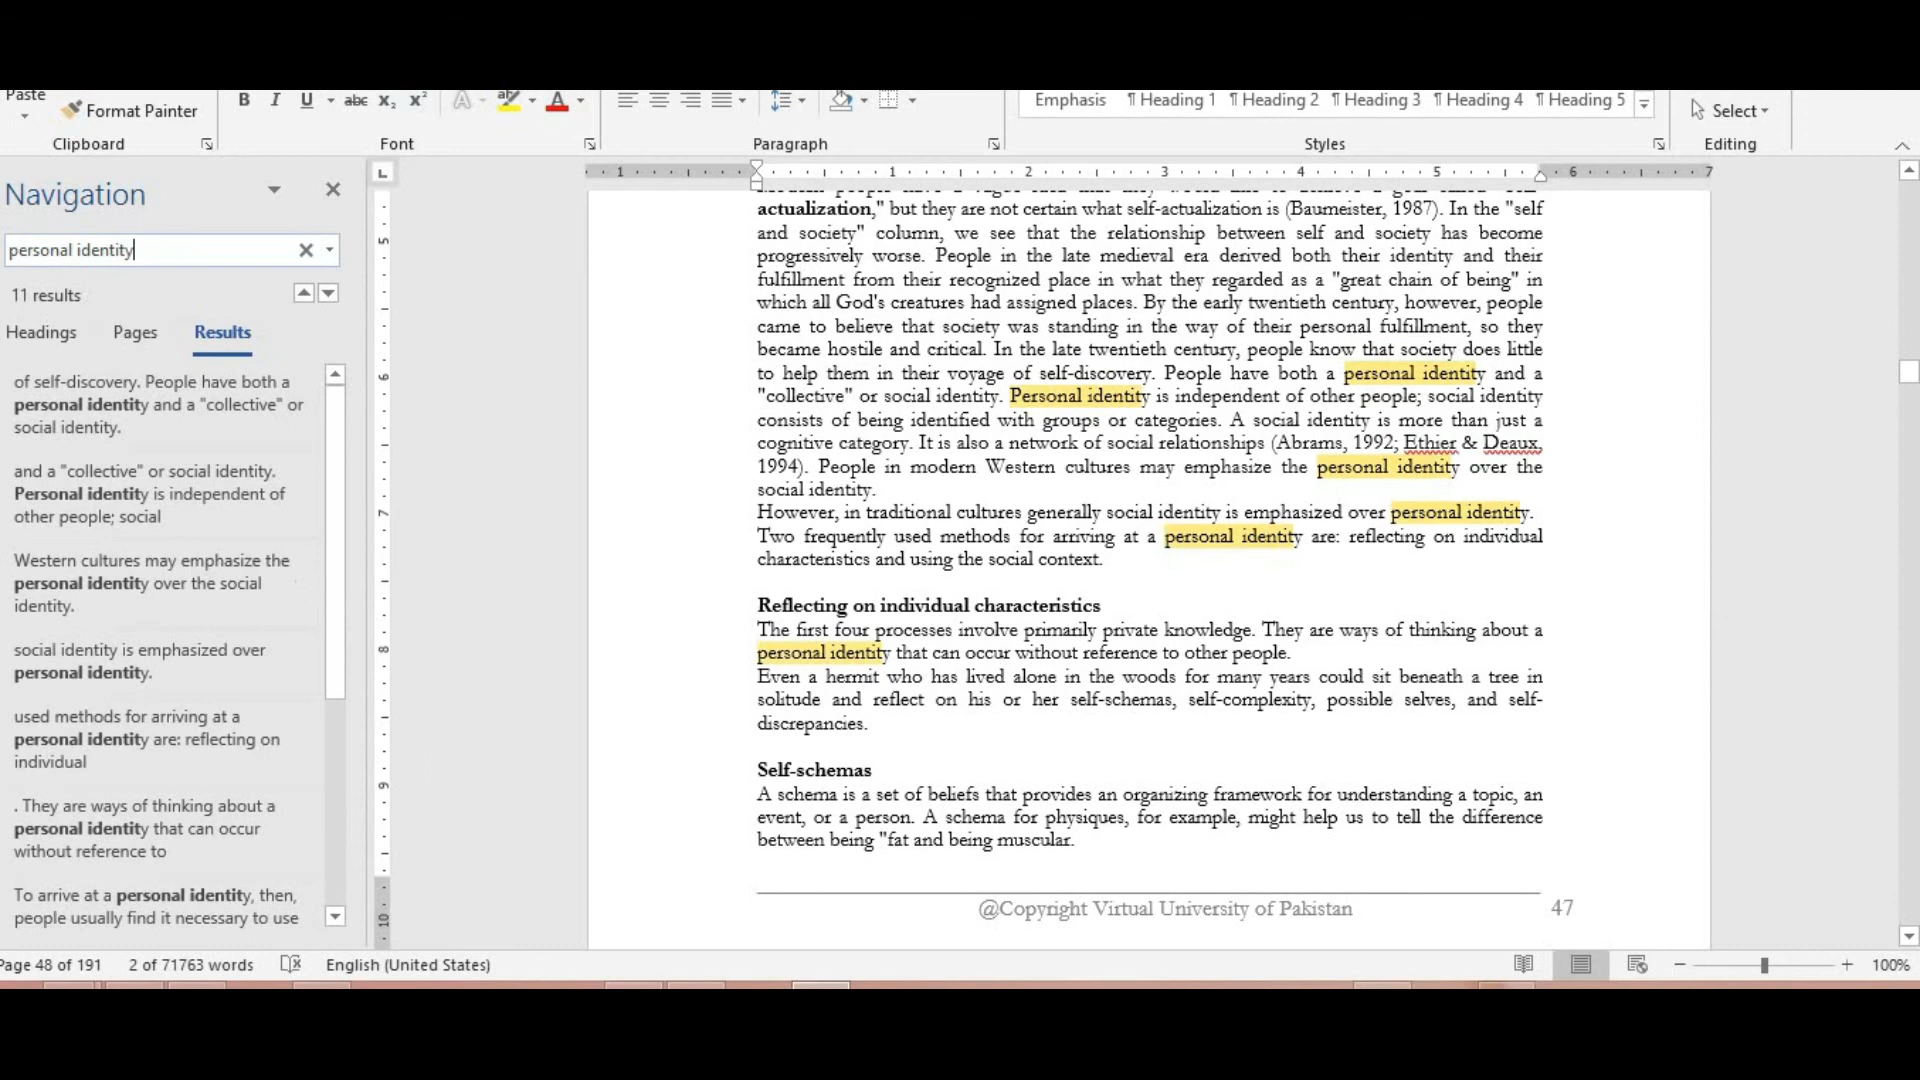 Paste
Format Painter
B I U abc X₂ X² A ab A
Emphasis ¶ Heading 1 ¶ Heading 2 ¶ Heading 3 ¶ Heading 4 ¶ Heading 5
Select
Clipboard Font Paragraph Styles Editing
L
1 1 2 3 4 5 6 7
Navigation
personal identity
11 results
Headings Pages Results
of self-discovery. People have both a
personal identity and a "collective" or
social identity.
and a "collective" or social identity.
Personal identity is independent of
other people; social
Western cultures may emphasize the
personal identity over the social
identity.
social identity is emphasized over
personal identity.
used methods for arriving at a
personal identity are: reflecting on
individual
. They are ways of thinking about a
personal identity that can occur
without reference to
To arrive at a personal identity, then,
people usually find it necessary to use
5
6
7
8
9
10
actualization," but they are not certain what self-actualization is (Baumeister, 1987). In the "self
and society" column, we see that the relationship between self and society has become
progressively worse. People in the late medieval era derived both their identity and their
fulfillment from their recognized place in what they regarded as a "great chain of being" in
which all God's creatures had assigned places. By the early twentieth century, however, people
came to believe that society was standing in the way of their personal fulfillment, so they
became hostile and critical. In the late twentieth century, people know that society does little
to help them in their voyage of self-discovery. People have both a personal identity and a
"collective" or social identity. Personal identity is independent of other people; social identity
consists of being identified with groups or categories. A social identity is more than just a
cognitive category. It is also a network of social relationships (Abrams, 1992; Ethier & Deaux,
1994). People in modern Western cultures may emphasize the personal identity over the
social identity.
However, in traditional cultures generally social identity is emphasized over personal identity.
Two frequently used methods for arriving at a personal identity are: reflecting on individual
characteristics and using the social context.
Reflecting on individual characteristics
The first four processes involve primarily private knowledge. They are ways of thinking about a
personal identity that can occur without reference to other people.
Even a hermit who has lived alone in the woods for many years could sit beneath a tree in
solitude and reflect on his or her self-schemas, self-complexity, possible selves, and self-
discrepancies.
Self-schemas
A schema is a set of beliefs that provides an organizing framework for understanding a topic, an
event, or a person. A schema for physiques, for example, might help us to tell the difference
between being "fat and being muscular.
@Copyright Virtual University of Pakistan 47
Page 48 of 191 2 of 71763 words English (United States) 100%